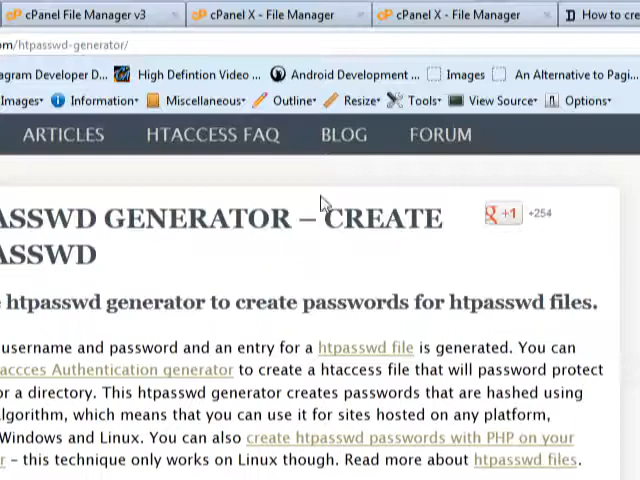 cPanel File Manager v3 cPanel X - File Manager cPanel X - File Manager How to cre
om/htpasswd-generator/
agram Developer D... High Defintion Video ... Android Development ... Images An Alternative to Pagi...
Images▾ Information▾ Miscellaneous▾ Outline▾ Resize▾ Tools▾ View Source▾ Options▾
ARTICLES HTACCESS FAQ BLOG FORUM
ASSWD GENERATOR – CREATE
ASSWD
+1 +254
e htpasswd generator to create passwords for htpasswd files.
username and password and an entry for a htpasswd file is generated. You can
taccces Authentication generator to create a htaccess file that will password protect
or a directory. This htpasswd generator creates passwords that are hashed using
lgorithm, which means that you can use it for sites hosted on any platform,
Windows and Linux. You can also create htpasswd passwords with PHP on your
r – this technique only works on Linux though. Read more about htpasswd files.